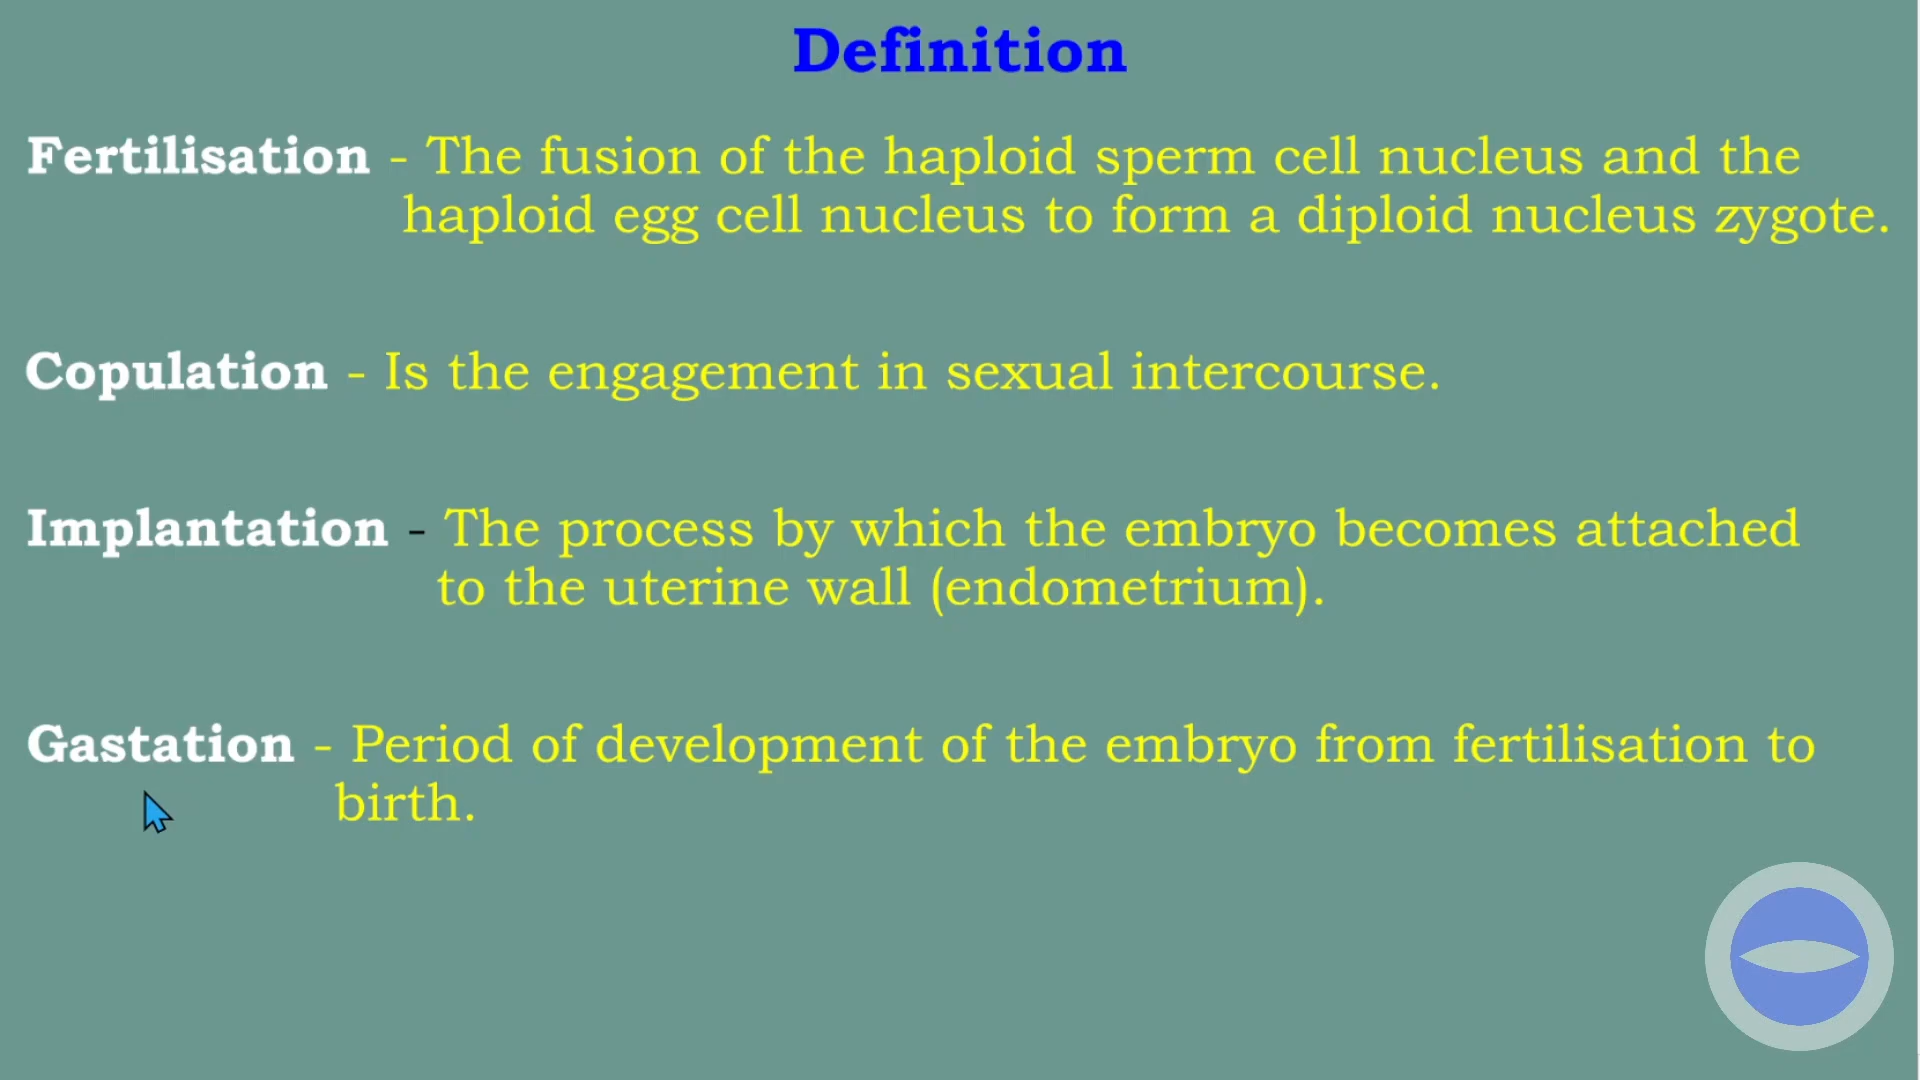 Definition
Fertilisation - The fusion of the haploid sperm cell nucleus and the
haploid egg cell nucleus to form a diploid nucleus zygote.
Copulation - Is the engagement in sexual intercourse.
Implantation - The process by which the embryo becomes attached
to the uterine wall (endometrium).
Gastation - Period of development of the embryo from fertilisation to
birth.